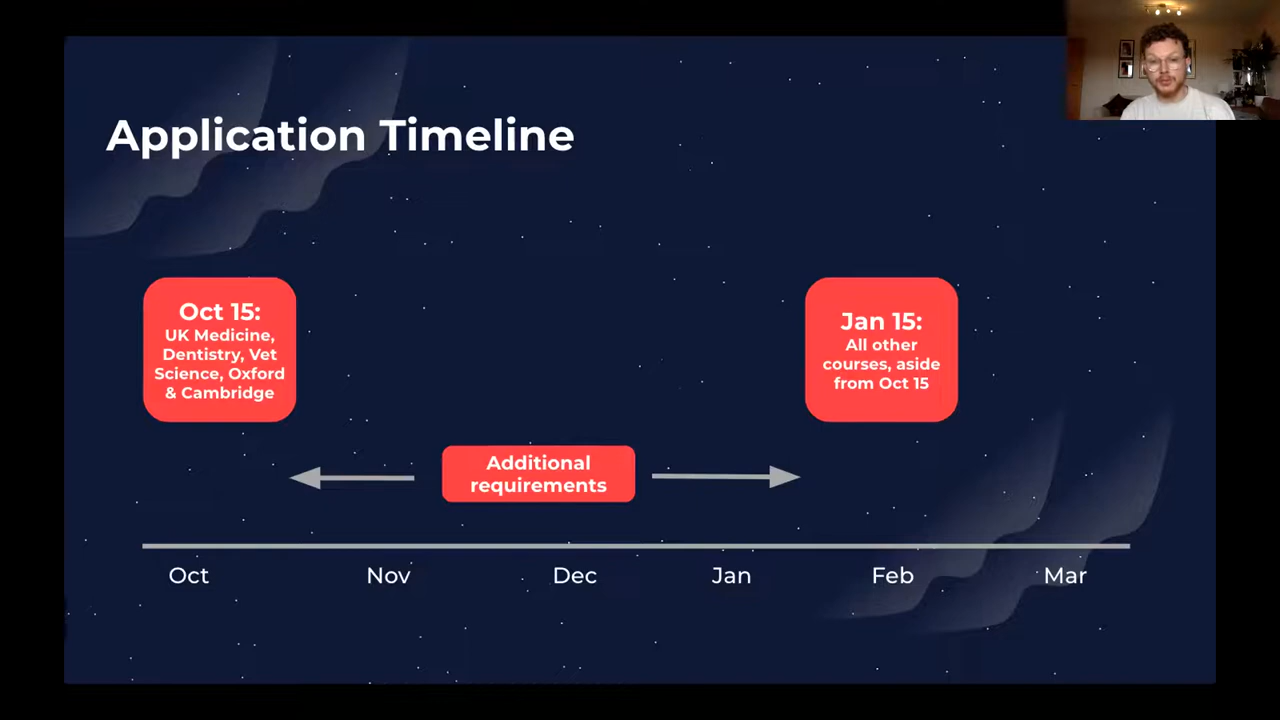 Application Timeline
Oct 15:
UK Medicine,
Dentistry, Vet
Science, Oxford
& Cambridge
Jan 15:
All other
courses, aside
from Oct 15
Additional
requirements
Oct
Nov
Dec
Jan
Feb
Mar